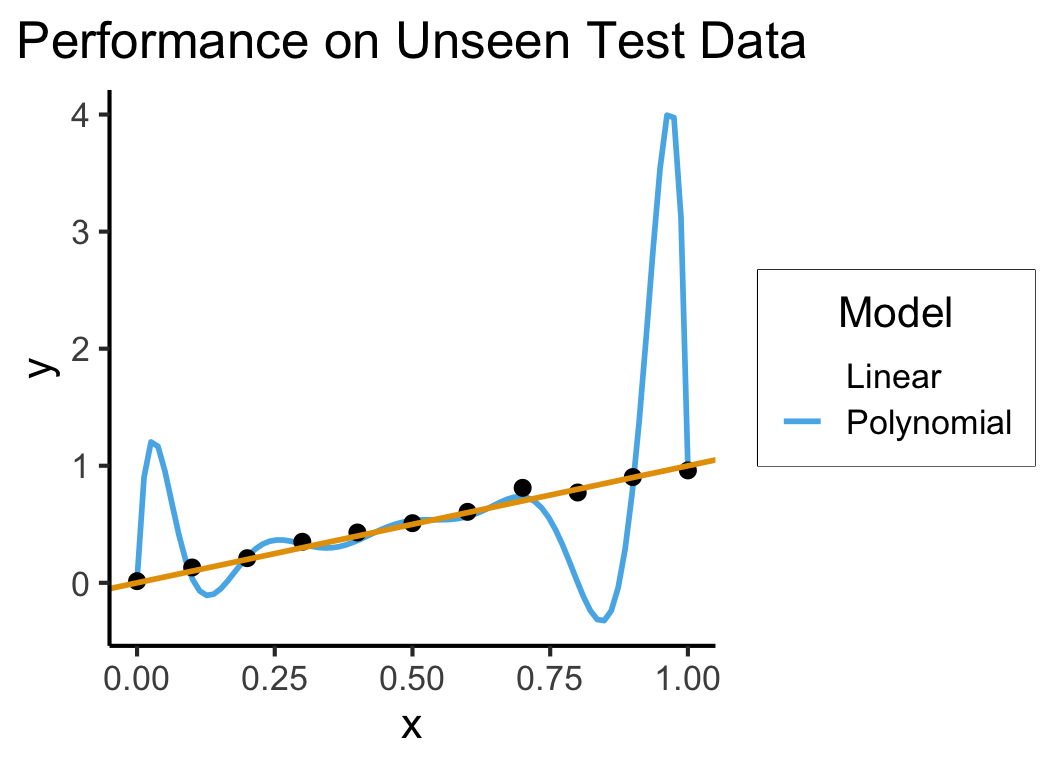 Performance on Unseen Test Data
4
3
2
1
0
y
0.00 0.25 0.50 0.75 1.00
x
Model
Linear
Polynomial